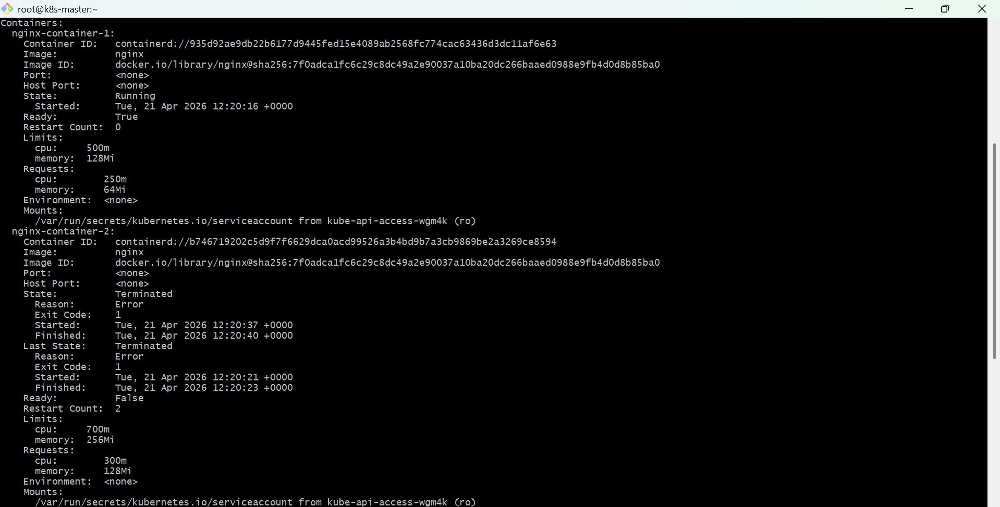 root@k8s-master:~
Containers:
  nginx-container-1:
    Container ID:   containerd://935d92ae9db22b6177d9445fed15e4089ab2568fc774cac63436d3dc11af6e63
    Image:          nginx
    Image ID:       docker.io/library/nginx@sha256:7f0adca1fc6c29c8dc49a2e90037a10ba20dc266baaed0988e9fb4d0d8b85ba0
    Port:           <none>
    Host Port:      <none>
    State:          Running
      Started:      Tue, 21 Apr 2026 12:20:16 +0000
    Ready:          True
    Restart Count:  0
    Limits:
      cpu:     500m
      memory:  128Mi
    Requests:
      cpu:        250m
      memory:     64Mi
    Environment:  <none>
    Mounts:
      /var/run/secrets/kubernetes.io/serviceaccount from kube-api-access-wgm4k (ro)
  nginx-container-2:
    Container ID:   containerd://b746719202c5d9f7f6629dca0acd99526a3b4bd9b7a3cb9869be2a3269ce8594
    Image:          nginx
    Image ID:       docker.io/library/nginx@sha256:7f0adca1fc6c29c8dc49a2e90037a10ba20dc266baaed0988e9fb4d0d8b85ba0
    Port:           <none>
    Host Port:      <none>
    State:          Terminated
      Reason:       Error
      Exit Code:    1
      Started:      Tue, 21 Apr 2026 12:20:37 +0000
      Finished:     Tue, 21 Apr 2026 12:20:40 +0000
    Last State:     Terminated
      Reason:       Error
      Exit Code:    1
      Started:      Tue, 21 Apr 2026 12:20:21 +0000
      Finished:     Tue, 21 Apr 2026 12:20:23 +0000
    Ready:          False
    Restart Count:  2
    Limits:
      cpu:     700m
      memory:  256Mi
    Requests:
      cpu:        300m
      memory:     128Mi
    Environment:  <none>
    Mounts:
      /var/run/secrets/kubernetes.io/serviceaccount from kube-api-access-wgm4k (ro)